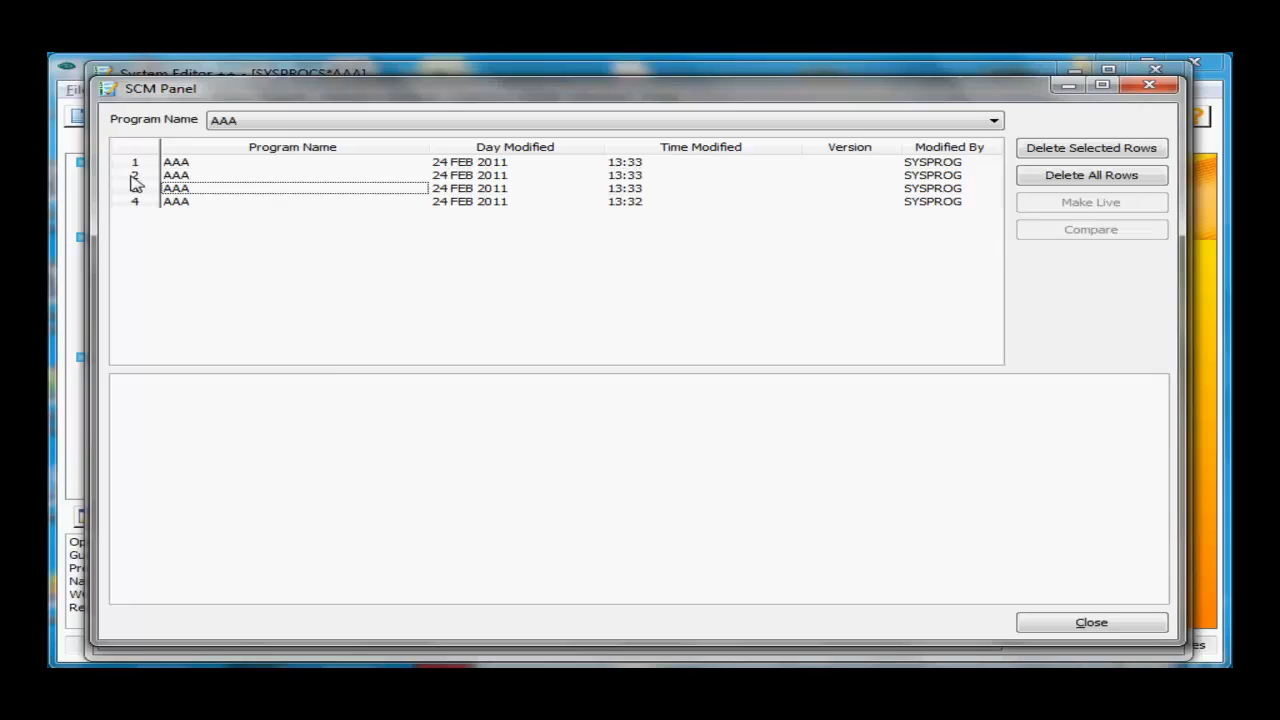 System Editor ++ - [SYSPROCS*AAA]
SCM Panel
Program Name AAA
Program Name Day Modified Time Modified Version Modified By
1 AAA 24 FEB 2011 13:33 SYSPROG
2 AAA 24 FEB 2011 13:33 SYSPROG
AAA 24 FEB 2011 13:33 SYSPROG
4 AAA 24 FEB 2011 13:32 SYSPROG
Delete Selected Rows
Delete All Rows
Make Live
Compare
Close